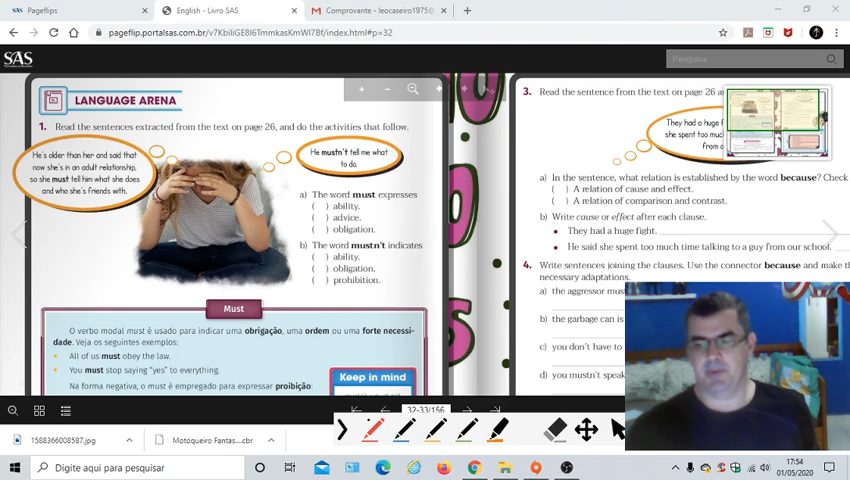 Pageflips
English - Livro SAS
Comprovante - leocaseiro1975@
pageflip.portalsas.com.br/v7KbiliGE8I6TmmkasKmWI7Bf/index.html#p=32
SAS
Pesquisa
LANGUAGE ARENA
1. Read the sentences extracted from the text on page 26, and do the activities that follow.
He's older than her and said that
now she's in an adult relationship,
so she must tell him what she does
and who she's friends with.
He mustn't tell me what
to do.
a) The word must expresses
( ) ability.
( ) advice.
( ) obligation.
b) The word mustn't indicates
( ) ability.
( ) obligation.
( ) prohibition.
Must
O verbo modal must é usado para indicar uma obrigação, uma ordem ou uma forte necessi-
dade. Veja os seguintes exemplos:
All of us must obey the law.
You must stop saying "yes" to everything.
Na forma negativa, o must é empregado para expressar proibição:
Keep in mind
3. Read the sentence from the text on page 26 a
They had a huge f
she spent too muc
from o
a) In the sentence, what relation is established by the word because? Check
( ) A relation of cause and effect.
( ) A relation of comparison and contrast.
b) Write cause or effect after each clause.
• They had a huge fight.
• He said she spent too much time talking to a guy from our school.
4. Write sentences joining the clauses. Use the connector because and make th
necessary adaptations.
a) the aggressor mus
b) the garbage can is
c) you don't have to
d) you mustn't speak
32-33/156
1588366008587.jpg
Motoqueiro Fantas....cbr
Digite aqui para pesquisar
17:54
01/05/2020